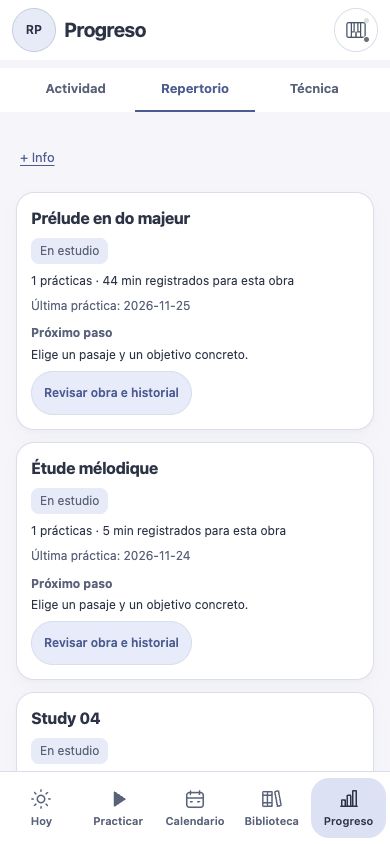 RP
Progreso
Actividad
Repertorio
Técnica
+ Info
Prélude en do majeur
En estudio
1 prácticas · 44 min registrados para esta obra
Última práctica: 2026-11-25
Próximo paso
Elige un pasaje y un objetivo concreto.
Revisar obra e historial
Étude mélodique
En estudio
1 prácticas · 5 min registrados para esta obra
Última práctica: 2026-11-24
Próximo paso
Elige un pasaje y un objetivo concreto.
Revisar obra e historial
Study 04
En estudio
Hoy
Practicar
Calendario
Biblioteca
Progreso